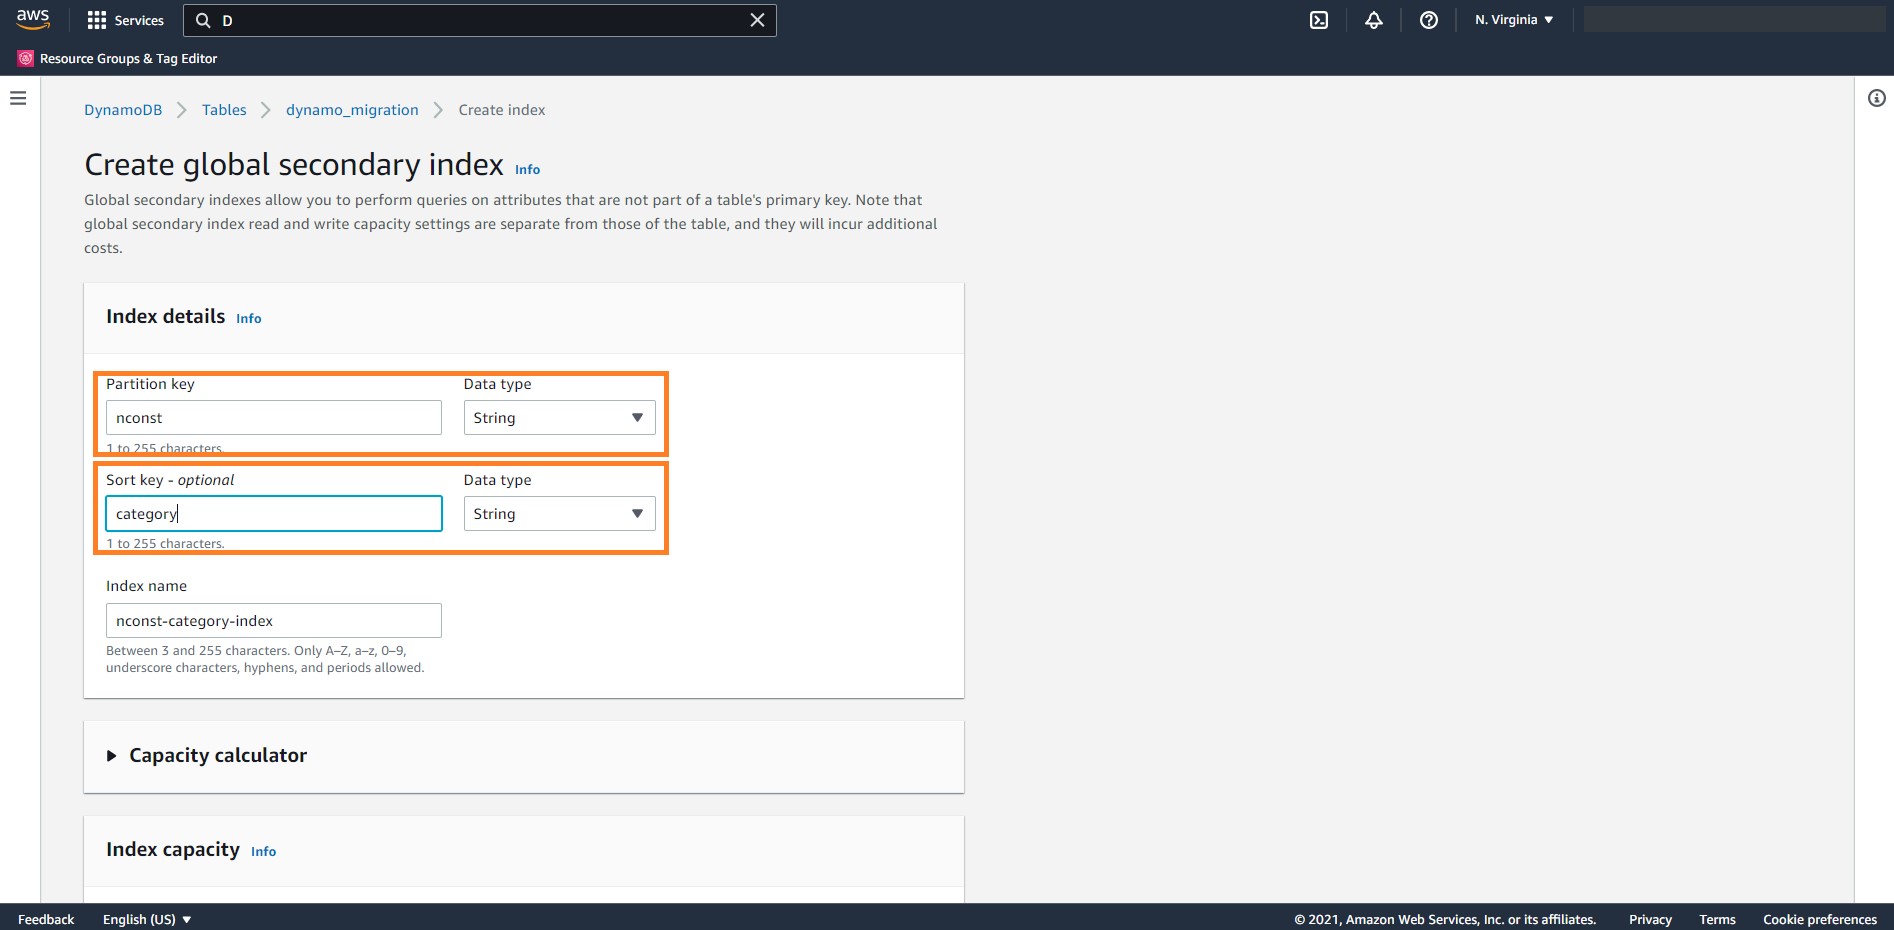 aws
Services
D
N. Virginia
Resource Groups & Tag Editor
DynamoDB
Tables
dynamo_migration
Create index
Create global secondary index Info
Global secondary indexes allow you to perform queries on attributes that are not part of a table's primary key. Note that
global secondary index read and write capacity settings are separate from those of the table, and they will incur additional
costs.
Index details Info
Partition key
Data type
nconst
String
1 to 255 characters.
Sort key - optional
Data type
category
String
1 to 255 characters.
Index name
nconst-category-index
Between 3 and 255 characters. Only A–Z, a–z, 0–9,
underscore characters, hyphens, and periods allowed.
Capacity calculator
Index capacity Info
Feedback
English (US)
© 2021, Amazon Web Services, Inc. or its affiliates.
Privacy
Terms
Cookie preferences